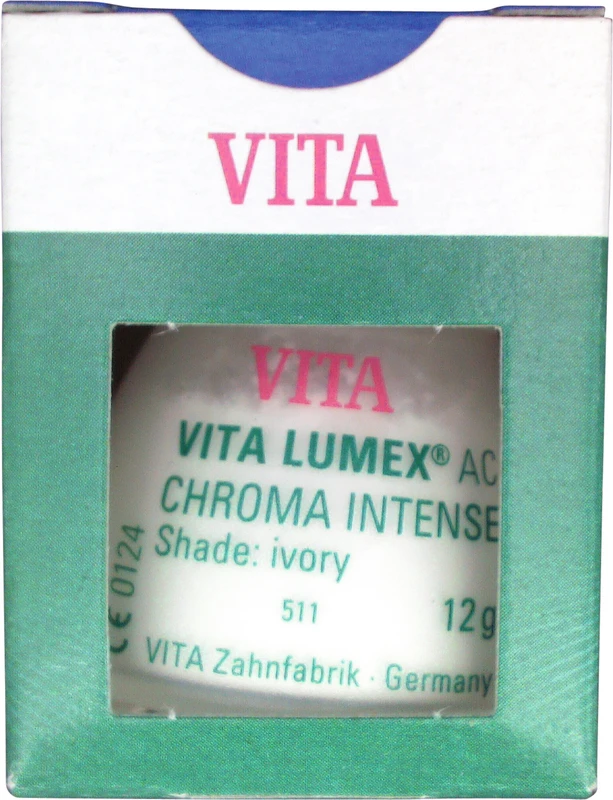 VITA
VITA
VITA LUMEX® AC
CHROMA INTENSE
Shade: ivory
511
12g
VITA Zahnfabrik · Germany
CE 0124